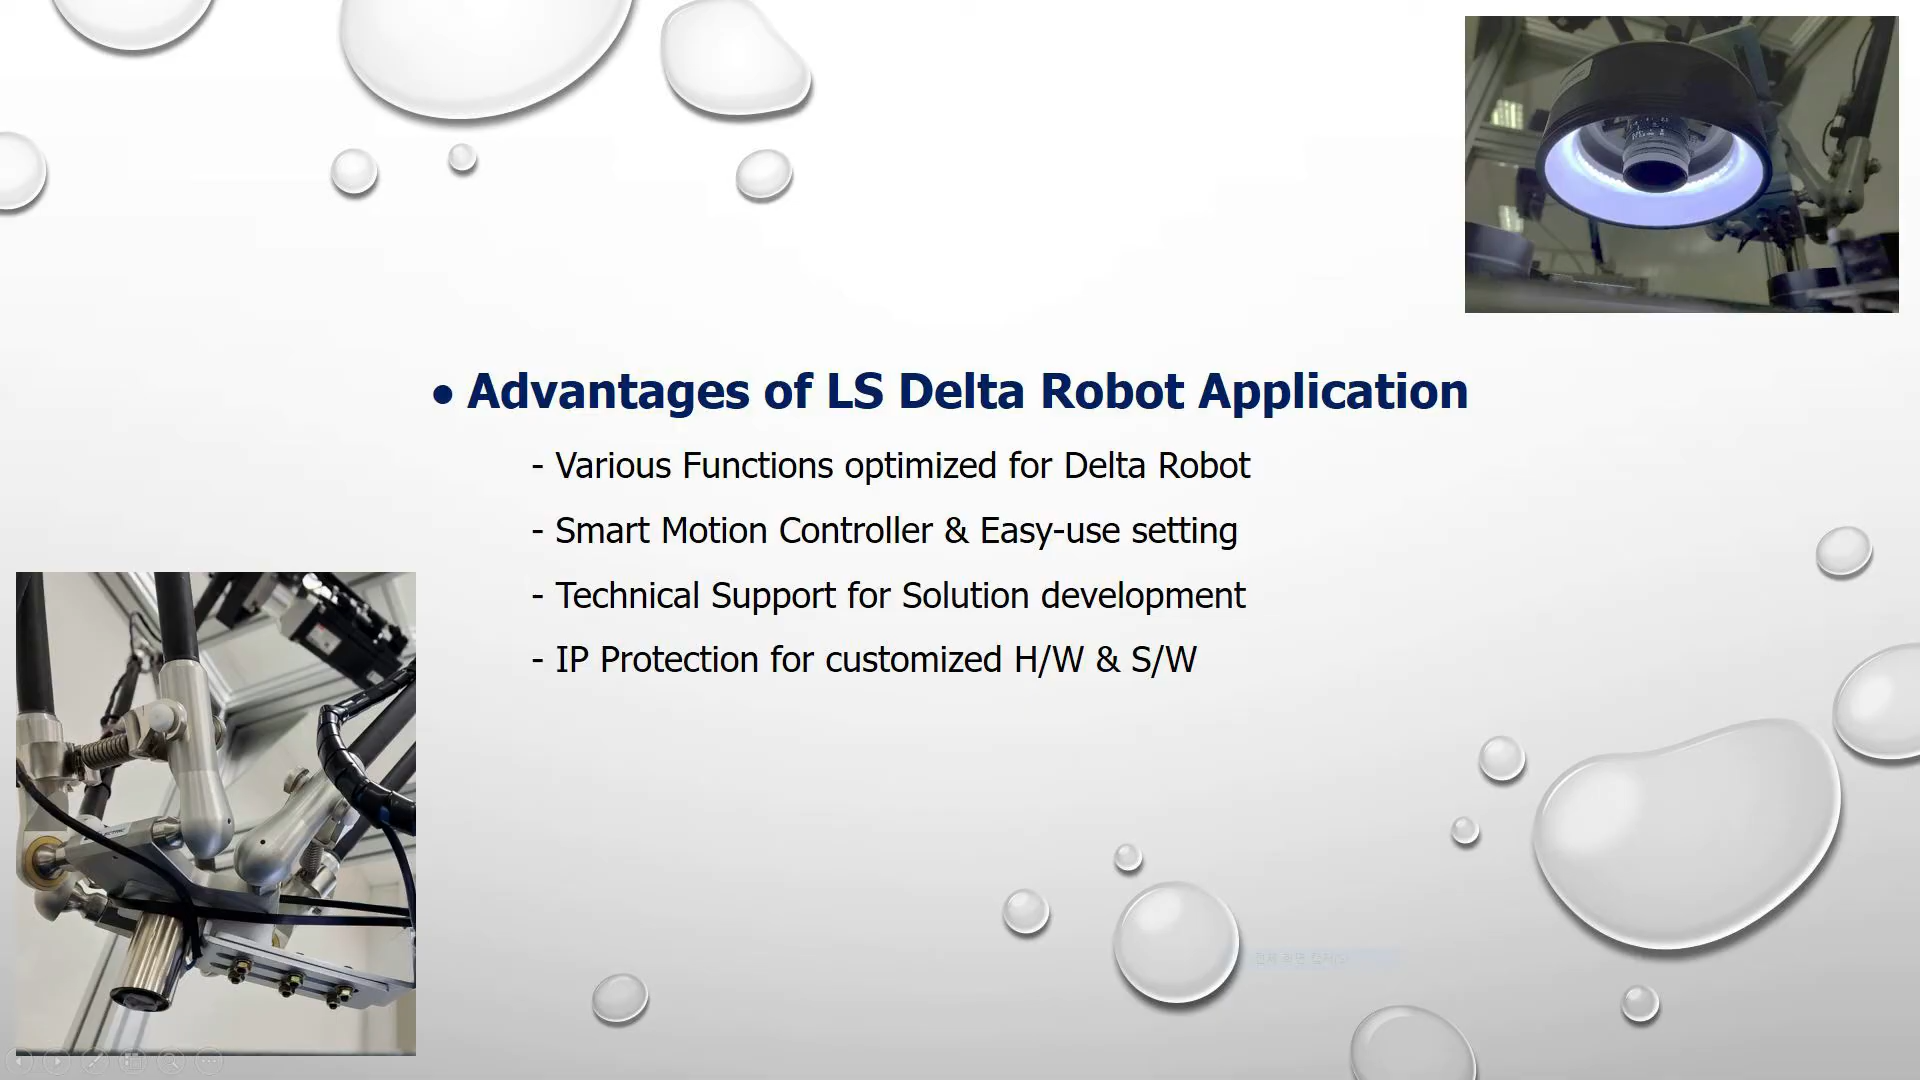 ● Advantages of LS Delta Robot Application
- Various Functions optimized for Delta Robot
- Smart Motion Controller & Easy-use setting
- Technical Support for Solution development
- IP Protection for customized H/W & S/W